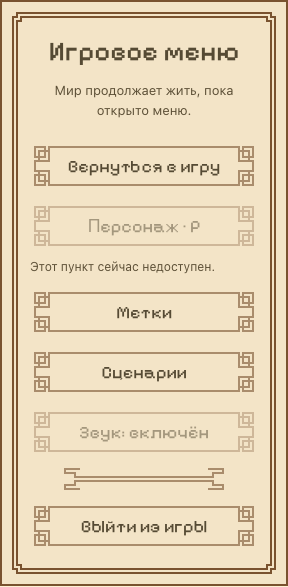 Игровое меню
Мир продолжает жить, пока
открыто меню.
Вернуться в игру
Персонаж · P
Этот пункт сейчас недоступен.
Метки
Сценарии
Звук: включён
Выйти из игры